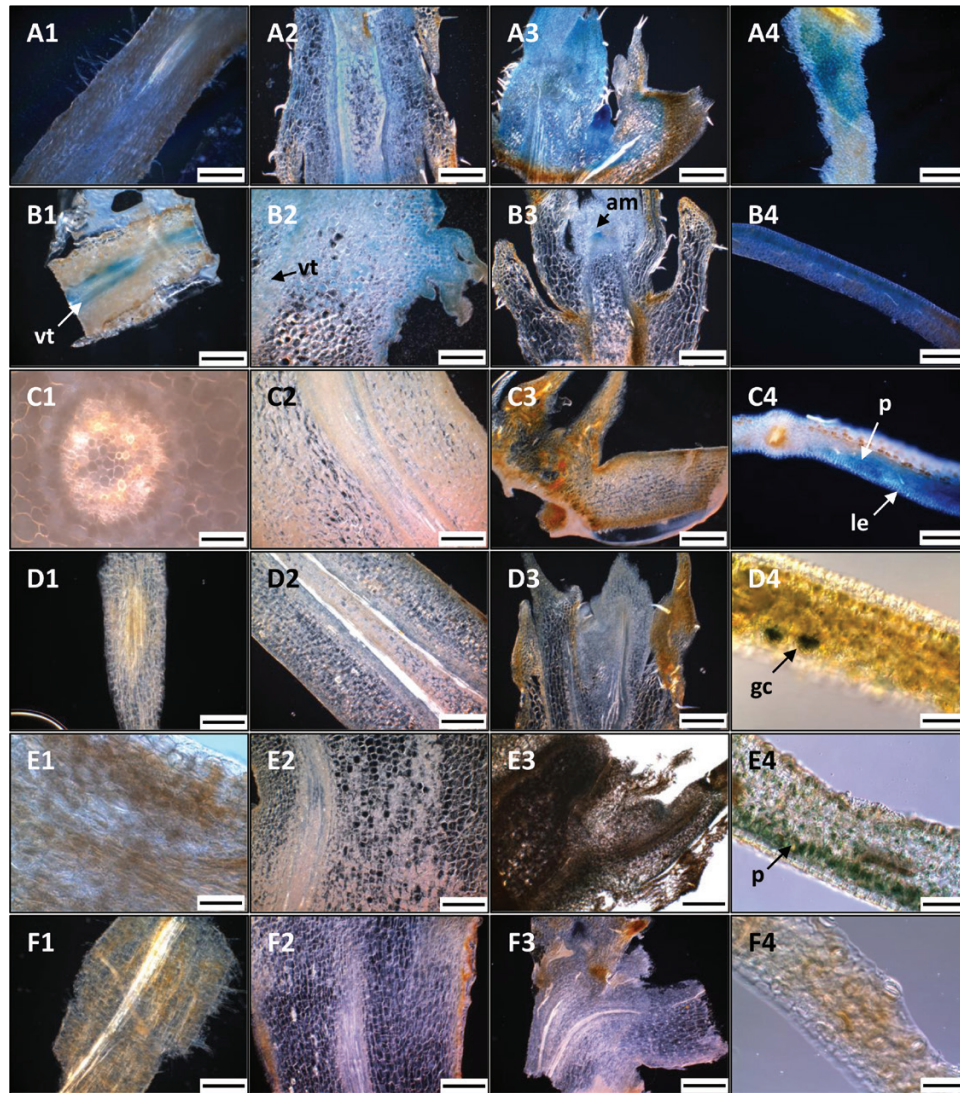 A1 A2 A3 A4
B1 B2 B3 B4
am
vt
vt
C1 C2 C3 C4
p
le
D1 D2 D3 D4
gc
E1 E2 E3 E4
p
F1 F2 F3 F4